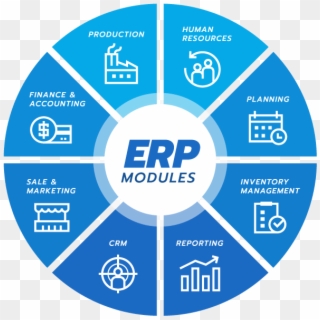 PRODUCTION
HUMAN
RESOURCES
FINANCE &
ACCOUNTING
PLANNING
ERP
MODULES
SALE &
MARKETING
INVENTORY
MANAGEMENT
CRM
REPORTING